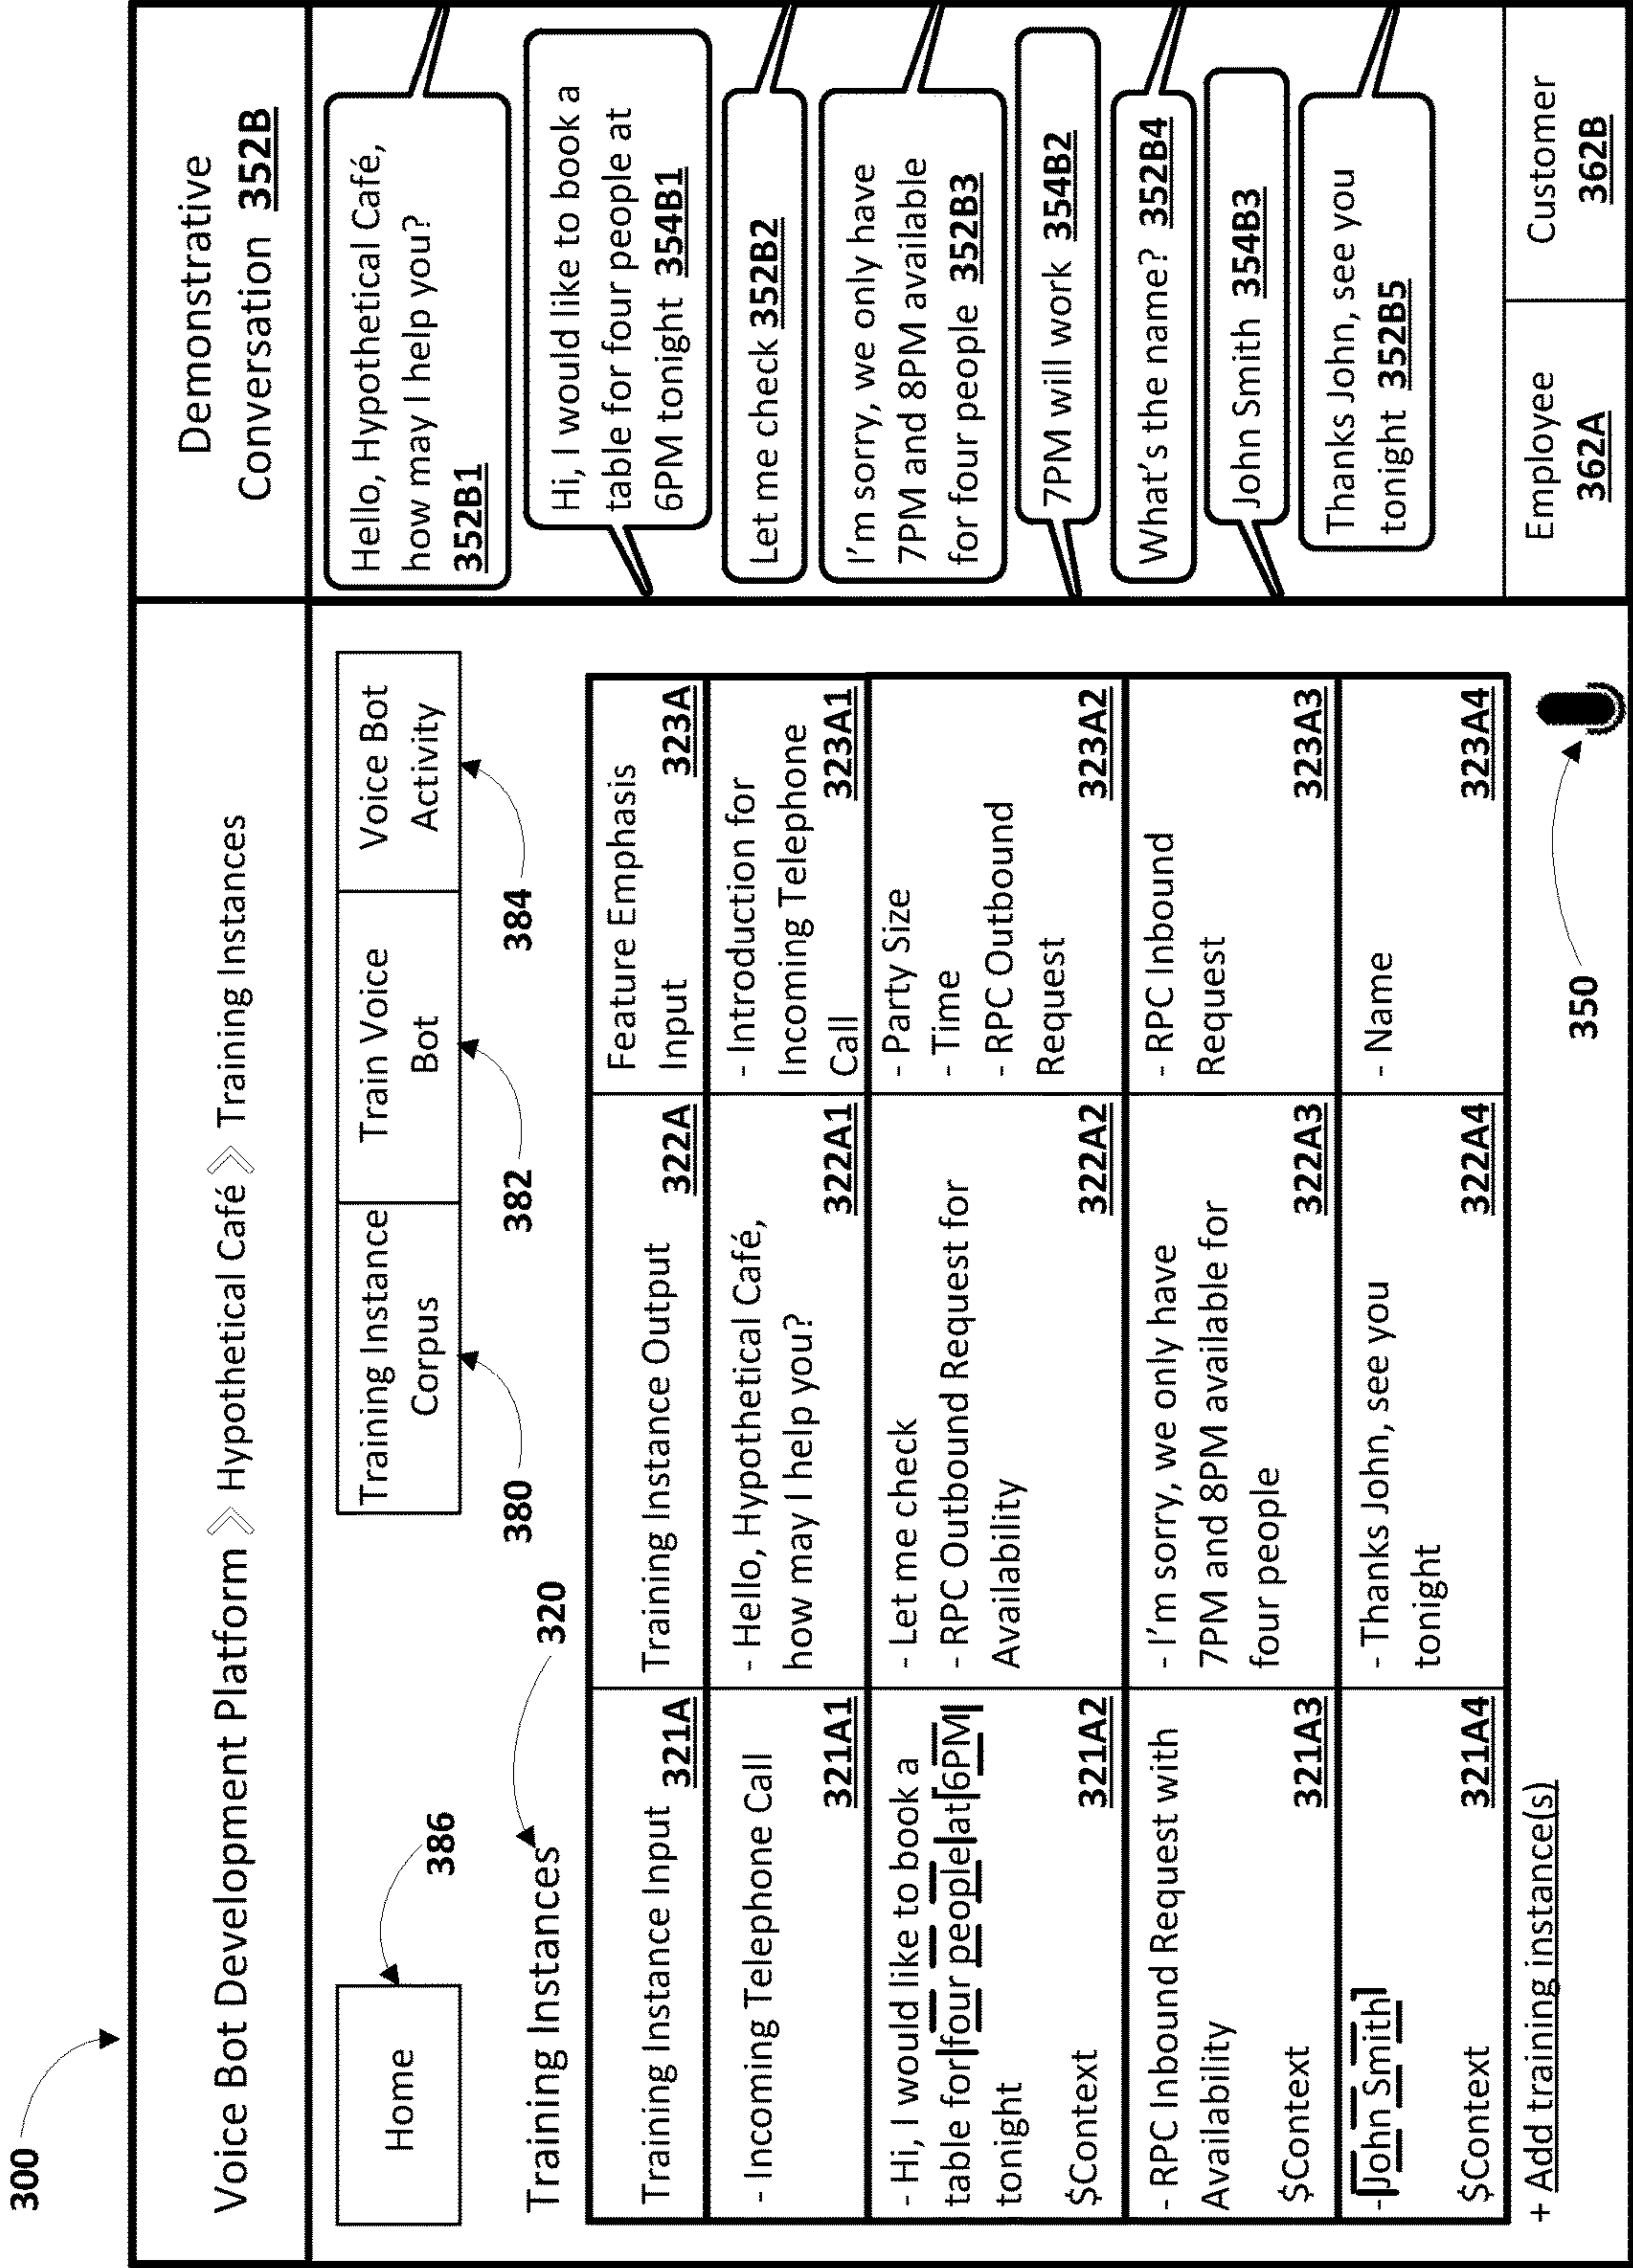 300
Voice Bot Development Platform 》 Hypothetical Café 》 Training Instances
Home
386
Training Instance
Corpus
380
Train Voice
Bot
382
Voice Bot
Activity
384
Training Instances
320
Training Instance Input 321A
Training Instance Output 322A
Feature Emphasis
Input 323A
- Incoming Telephone Call
321A1
- Hello, Hypothetical Café,
how may I help you?
322A1
- Introduction for
Incoming Telephone
Call 323A1
- Hi, I would like to book a
table for four people at 6PM
tonight
$Context 321A2
- Let me check
- RPC Outbound Request for
Availability
322A2
- Party Size
- Time
- RPC Outbound
Request 323A2
- RPC Inbound Request with
Availability
$Context 321A3
- I'm sorry, we only have
7PM and 8PM available for
four people 322A3
- RPC Inbound
Request
323A3
- John Smith
$Context 321A4
- Thanks John, see you
tonight
322A4
- Name
323A4
+ Add training instance(s)
350
Demonstrative
Conversation 352B
Hello, Hypothetical Café,
how may I help you?
352B1
Hi, I would like to book a
table for four people at
6PM tonight 354B1
Let me check 352B2
I'm sorry, we only have
7PM and 8PM available
for four people 352B3
7PM will work 354B2
What's the name? 352B4
John Smith 354B3
Thanks John, see you
tonight 352B5
Employee
362A
Customer
362B